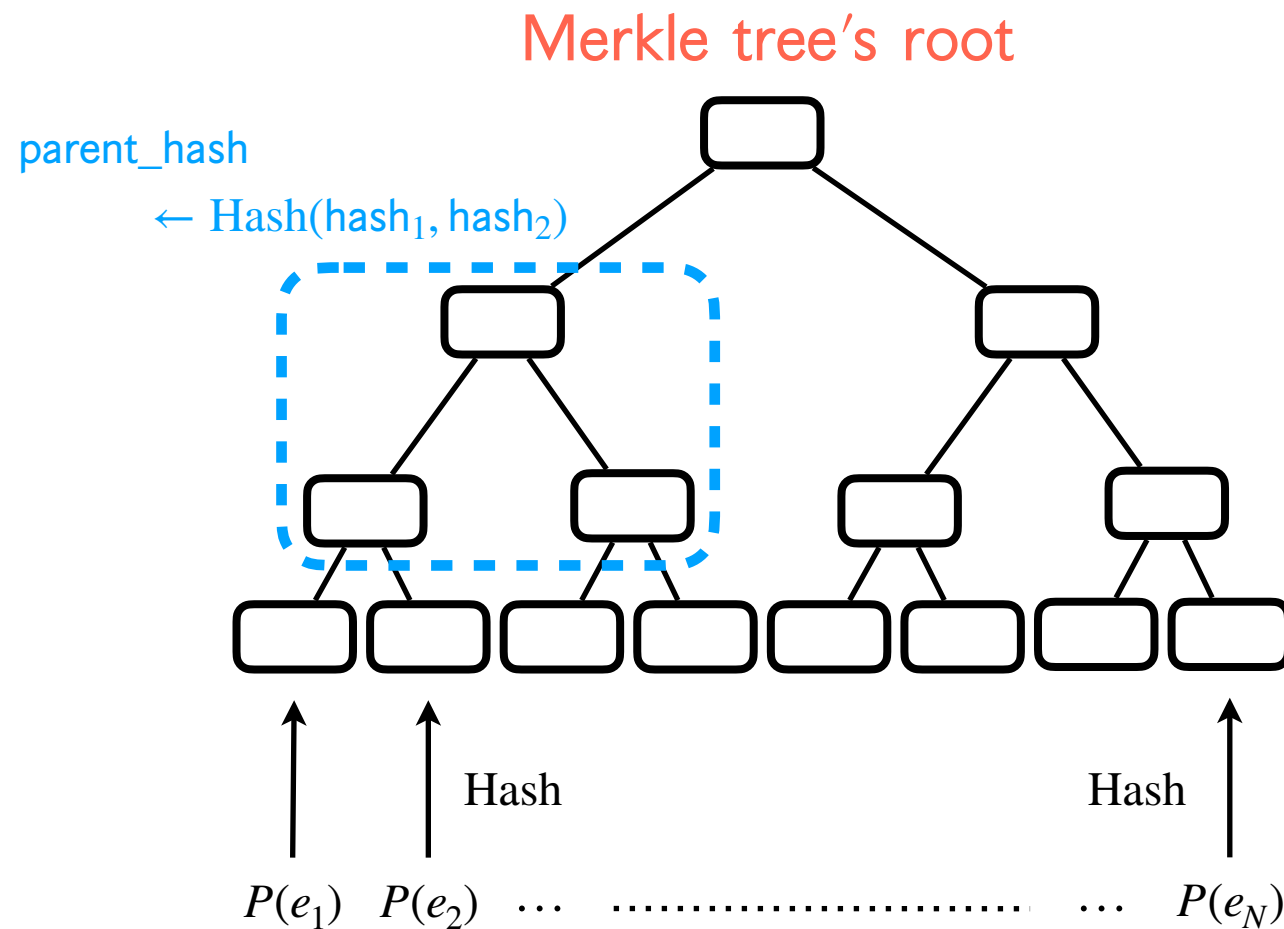 Merkle tree's root
parent_hash
← Hash(hash₁, hash₂)
Hash
Hash
P(e₁) P(e₂) ⋯ ⋯⋯⋯⋯⋯⋯⋯⋯⋯ ⋯ P(e_N)